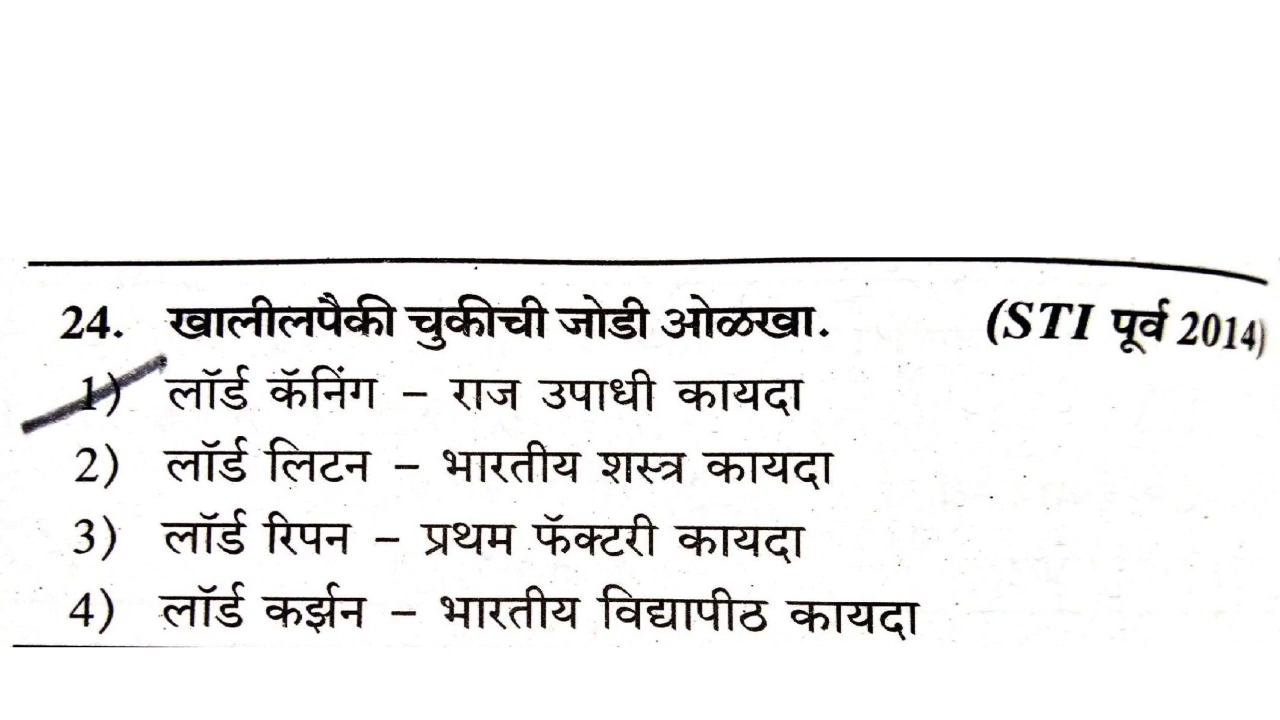 24. खालीलपैकी चुकीची जोडी ओळखा. (STI पूर्व 2014)
1) लॉर्ड कॅनिंग – राज उपाधी कायदा
2) लॉर्ड लिटन – भारतीय शस्त्र कायदा
3) लॉर्ड रिपन – प्रथम फॅक्टरी कायदा
4) लॉर्ड कर्झन – भारतीय विद्यापीठ कायदा